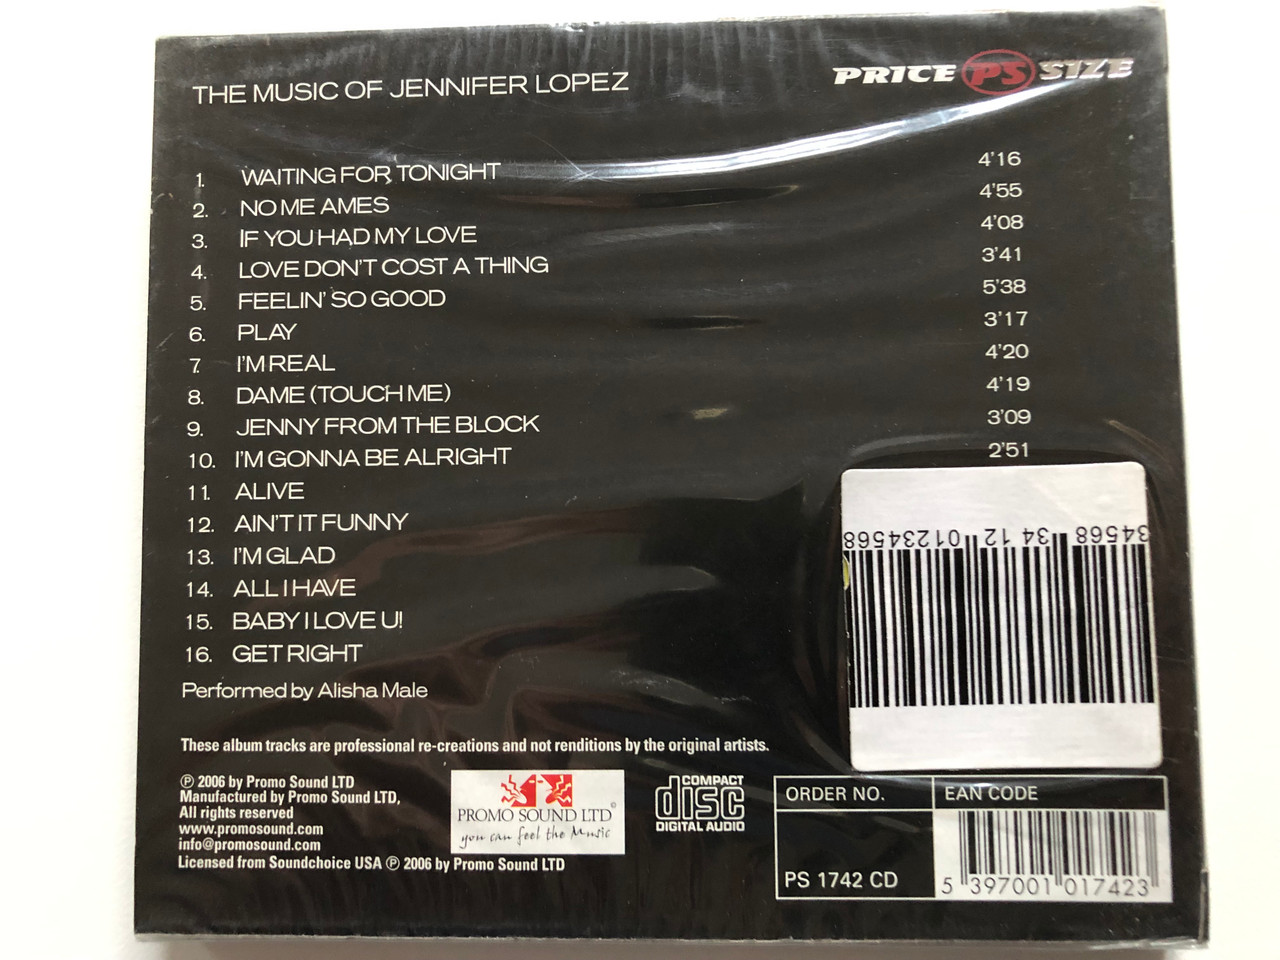 THE MUSIC OF JENNIFER LOPEZ
PRICE PS SIZE
1. WAITING FOR TONIGHT 4'16
2. NO ME AMES 4'55
3. IF YOU HAD MY LOVE 4'08
4. LOVE DON'T COST A THING 3'41
5. FEELIN' SO GOOD 5'38
6. PLAY 3'17
7. I'M REAL 4'20
8. DAME (TOUCH ME) 4'19
9. JENNY FROM THE BLOCK 3'09
10. I'M GONNA BE ALRIGHT 2'51
11. ALIVE
12. AIN'T IT FUNNY
13. I'M GLAD
14. ALL I HAVE
15. BABY I LOVE U!
16. GET RIGHT
Performed by Alisha Male
34568 34 12 01234568
These album tracks are professional re-creations and not renditions by the original artists.
℗ 2006 by Promo Sound LTD
Manufactured by Promo Sound LTD,
All rights reserved
www.promosound.com
info@promosound.com
Licensed from Soundchoice USA ℗ 2006 by Promo Sound LTD
PROMO SOUND LTD©
you can feel the Music
COMPACT
disc
DIGITAL AUDIO
ORDER NO.
EAN CODE
PS 1742 CD
5 397001 017423